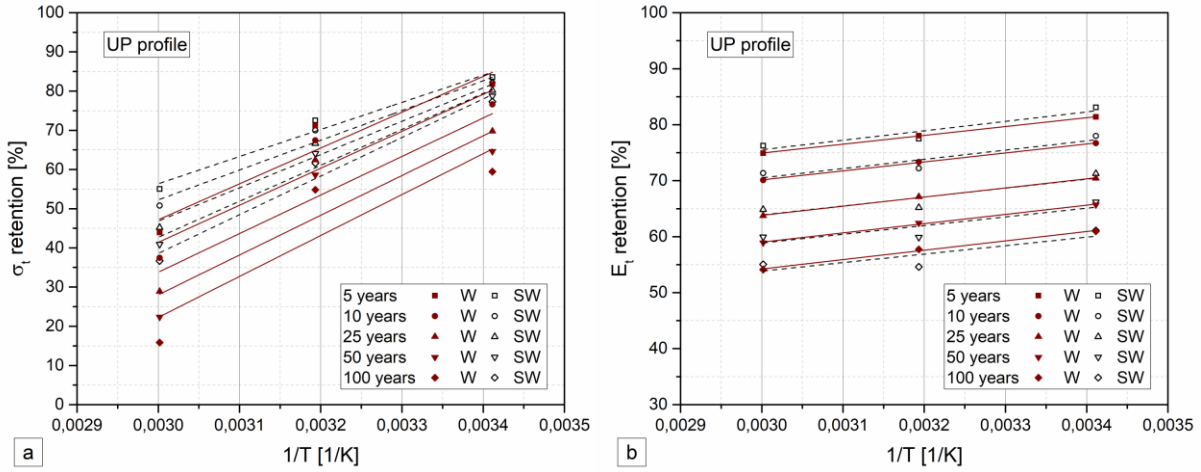 UP profile
100
90
80
70
60
50
40
30
20
10
0
σt retention [%]
5 years W SW
10 years W SW
25 years W SW
50 years W SW
100 years W SW
0,0029 0,0030 0,0031 0,0032 0,0033 0,0034 0,0035
1/T [1/K]
a
UP profile
100
90
80
70
60
50
40
30
Et retention [%]
5 years W SW
10 years W SW
25 years W SW
50 years W SW
100 years W SW
0,0029 0,0030 0,0031 0,0032 0,0033 0,0034 0,0035
1/T [1/K]
b